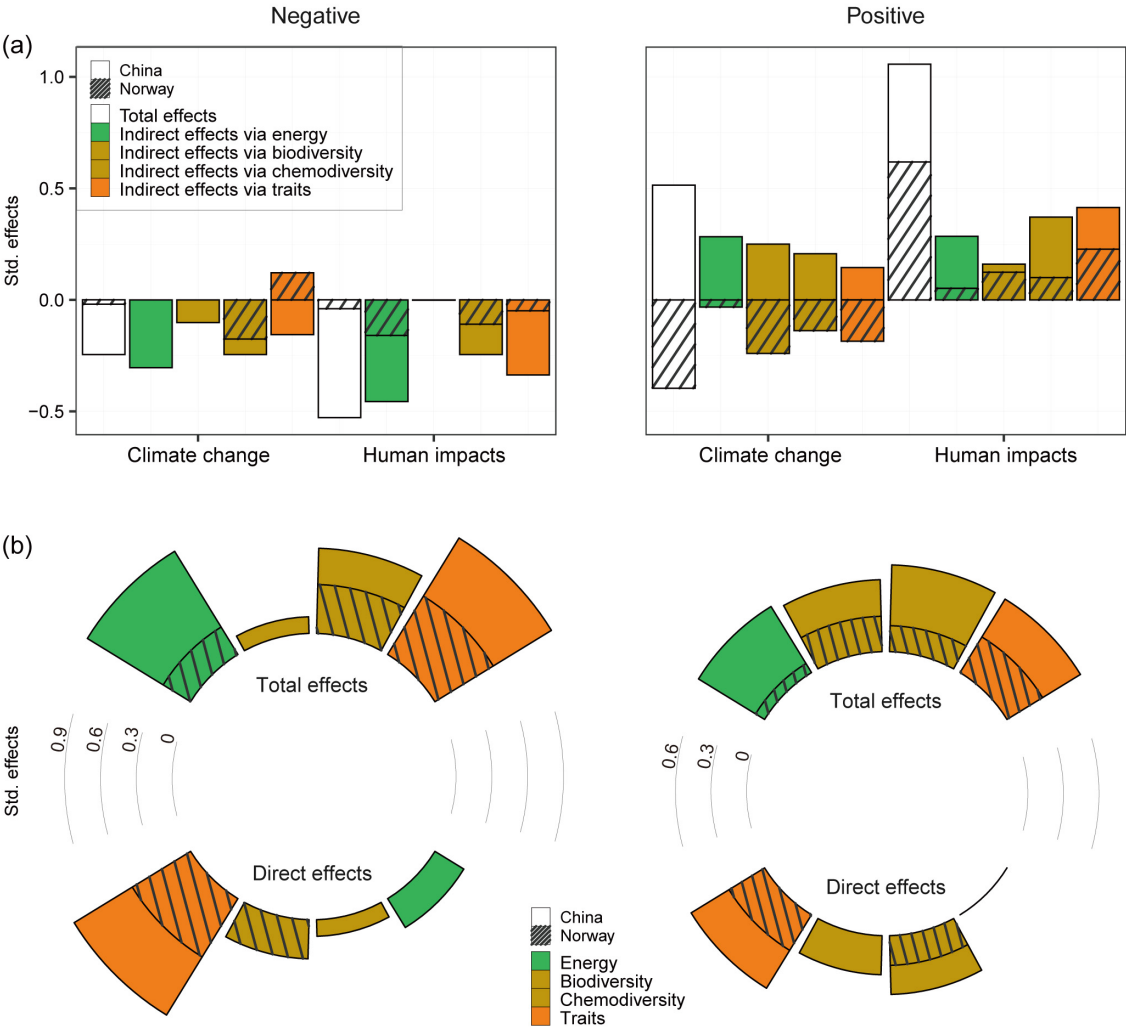 Negative
Positive
(a)
China
Norway
Total effects
Indirect effects via energy
Indirect effects via biodiversity
Indirect effects via chemodiversity
Indirect effects via traits
Std. effects
1.0
0.5
0.0
−0.5
Climate change
Human impacts
Climate change
Human impacts
(b)
Total effects
Total effects
Std. effects
0.9
0.6
0.3
0
0.6
0.3
0
Direct effects
Direct effects
China
Norway
Energy
Biodiversity
Chemodiversity
Traits